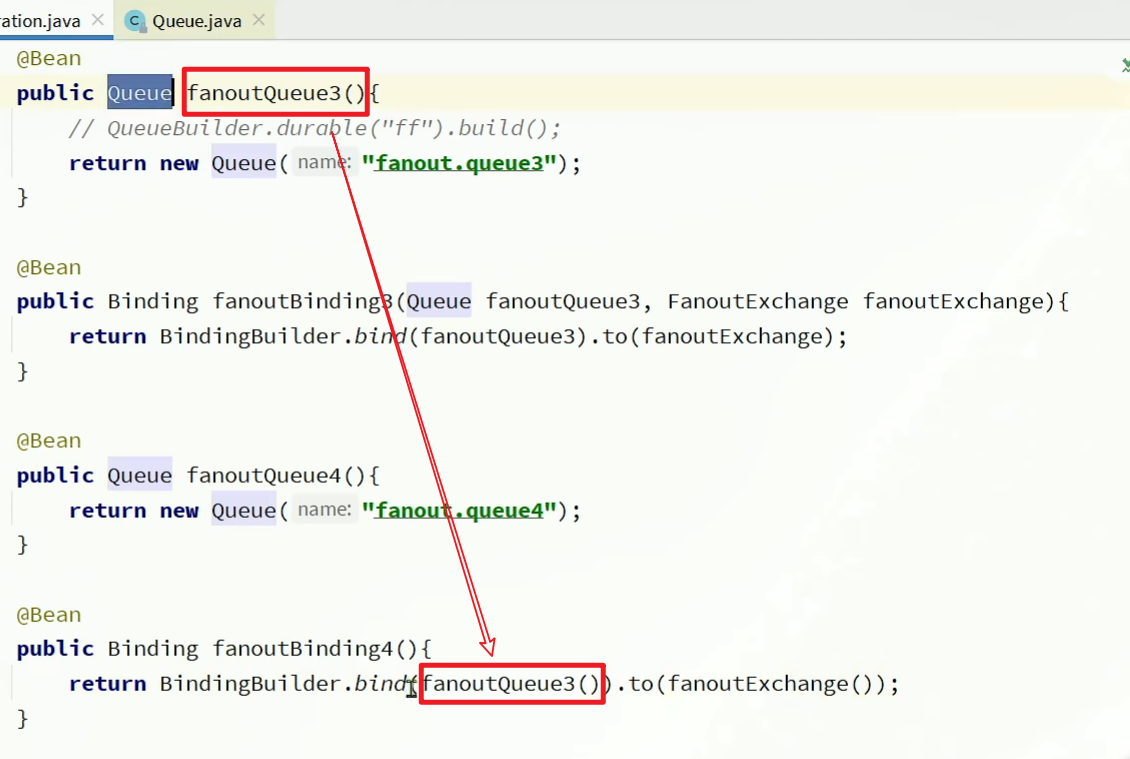 ration.java
C Queue.java
@Bean
public Queue fanoutQueue3(){
// QueueBuilder.durable("ff").build();
return new Queue( name: "fanout.queue3");
}
@Bean
public Binding fanoutBinding3(Queue fanoutQueue3, FanoutExchange fanoutExchange){
return BindingBuilder.bind(fanoutQueue3).to(fanoutExchange);
}
@Bean
public Queue fanoutQueue4(){
return new Queue( name: "fanout.queue4");
}
@Bean
public Binding fanoutBinding4(){
return BindingBuilder.bind(fanoutQueue3()).to(fanoutExchange());
}